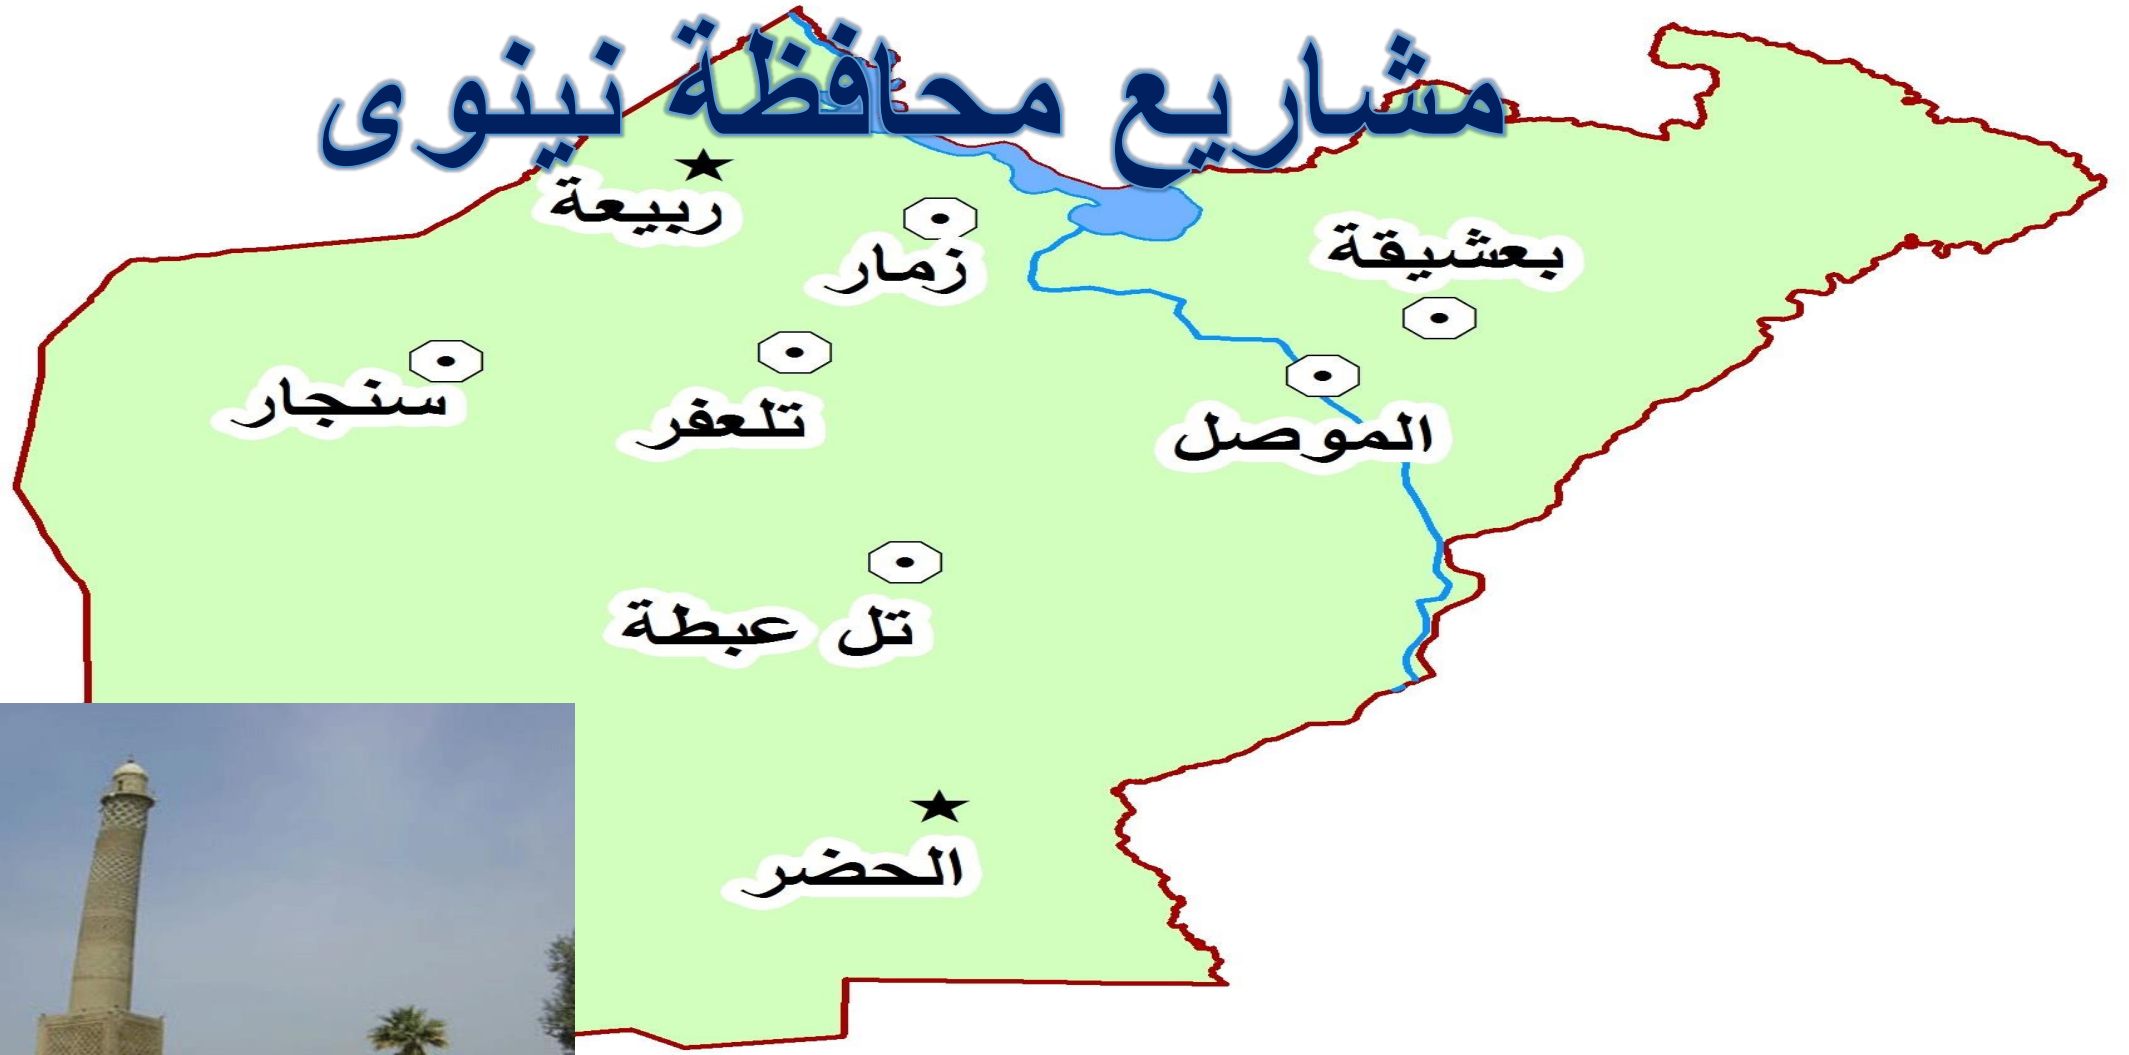 مشاريع محافظة نينوى
ربيعة
زمار
بعشيقة
سنجار
تلعفر
الموصل
تل عبطة
الحضر